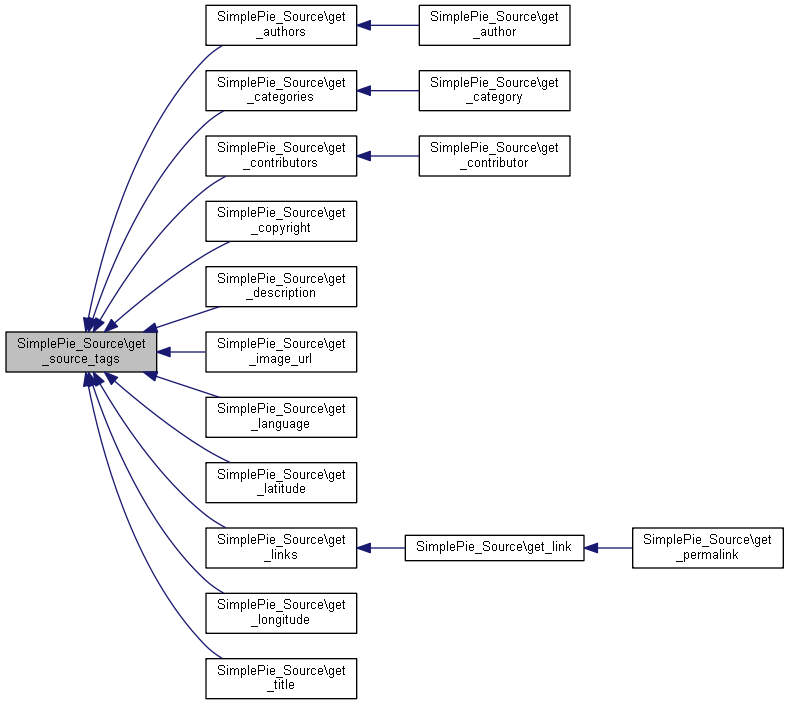 SimplePie_Source\get
_authors
SimplePie_Source\get
_author
SimplePie_Source\get
_categories
SimplePie_Source\get
_category
SimplePie_Source\get
_contributors
SimplePie_Source\get
_contributor
SimplePie_Source\get
_copyright
SimplePie_Source\get
_description
SimplePie_Source\get
_source_tags
SimplePie_Source\get
_image_url
SimplePie_Source\get
_language
SimplePie_Source\get
_latitude
SimplePie_Source\get
_links
SimplePie_Source\get_link
SimplePie_Source\get
_permalink
SimplePie_Source\get
_longitude
SimplePie_Source\get
_title